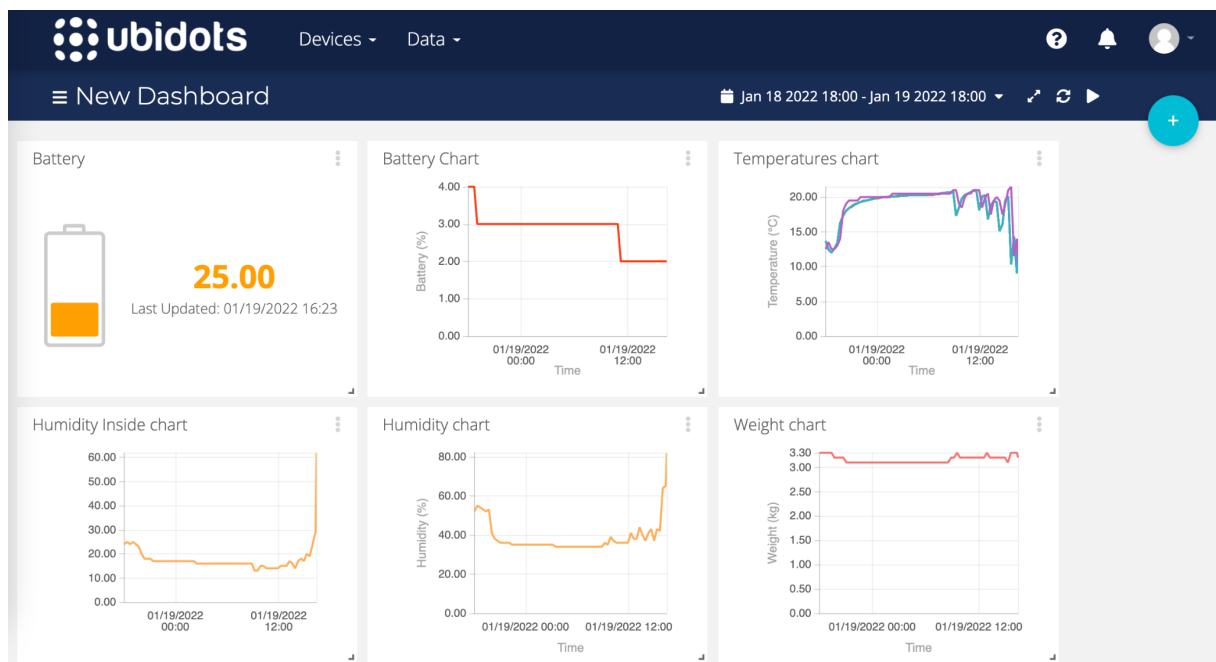 ubidots Devices Data
New Dashboard Jan 18 2022 18:00 - Jan 19 2022 18:00
+
Battery
25.00
Last Updated: 01/19/2022 16:23
Battery Chart
4.00
3.00
2.00
1.00
0.00
Battery (%)
01/19/2022 01/19/2022
00:00 12:00
Time
Temperatures chart
20.00
15.00
10.00
5.00
0.00
Temperature (°C)
01/19/2022 01/19/2022
00:00 12:00
Time
Humidity Inside chart
60.00
50.00
40.00
30.00
20.00
10.00
0.00
01/19/2022 01/19/2022
00:00 12:00
Humidity chart
80.00
60.00
40.00
20.00
0.00
Humidity (%)
01/19/2022 00:00 01/19/2022 12:00
Time
Weight chart
3.30
3.00
2.50
2.00
1.50
1.00
0.50
0.00
Weight (kg)
01/19/2022 00:00 01/19/2022 12:00
Time